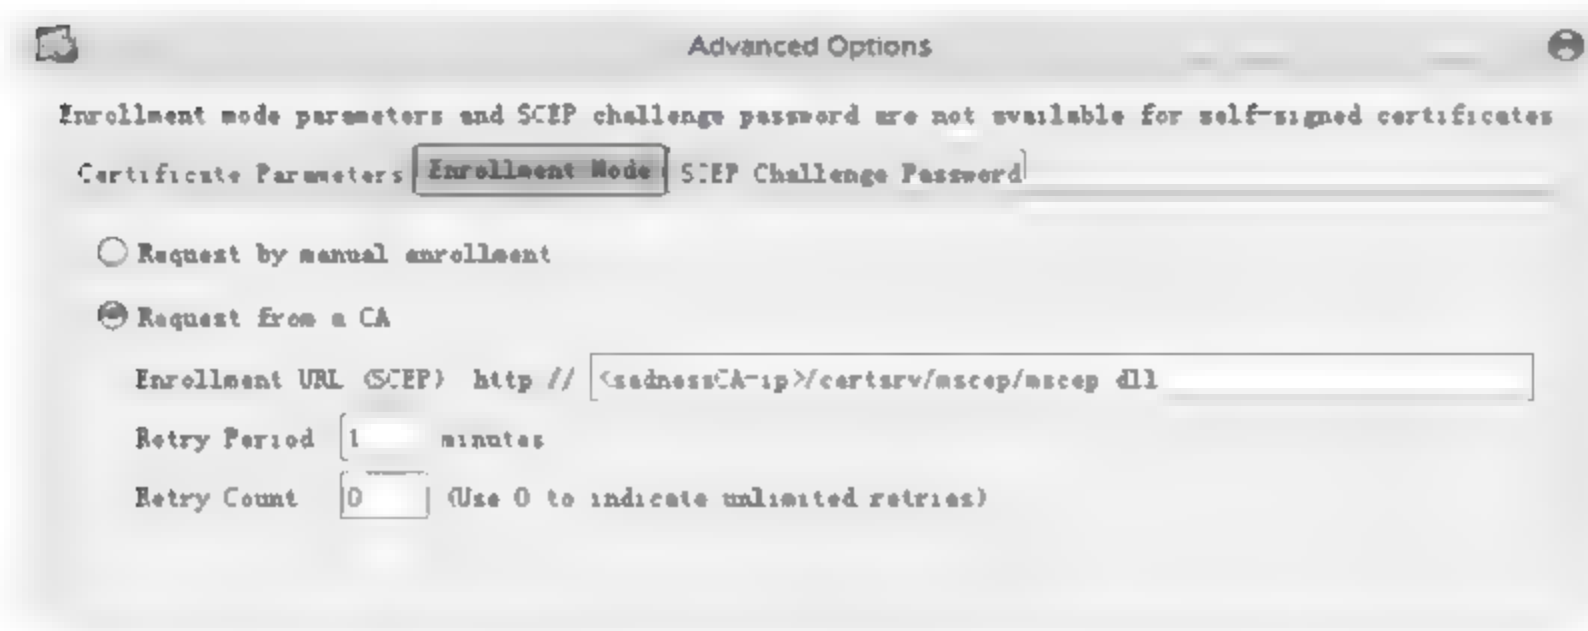 Advanced Options
Enrollment mode parameters and SCEP challenge password are not available for self-signed certificates
Certificate Parameters Enrollment Mode SCEP Challenge Password
Request by manual enrollment
Request from a CA
Enrollment URL (SCEP) http // <sadnessCA-ip>/certsrv/mscep/mscep dll
Retry Period 1 minutes
Retry Count 0 (Use 0 to indicate unlimited retries)